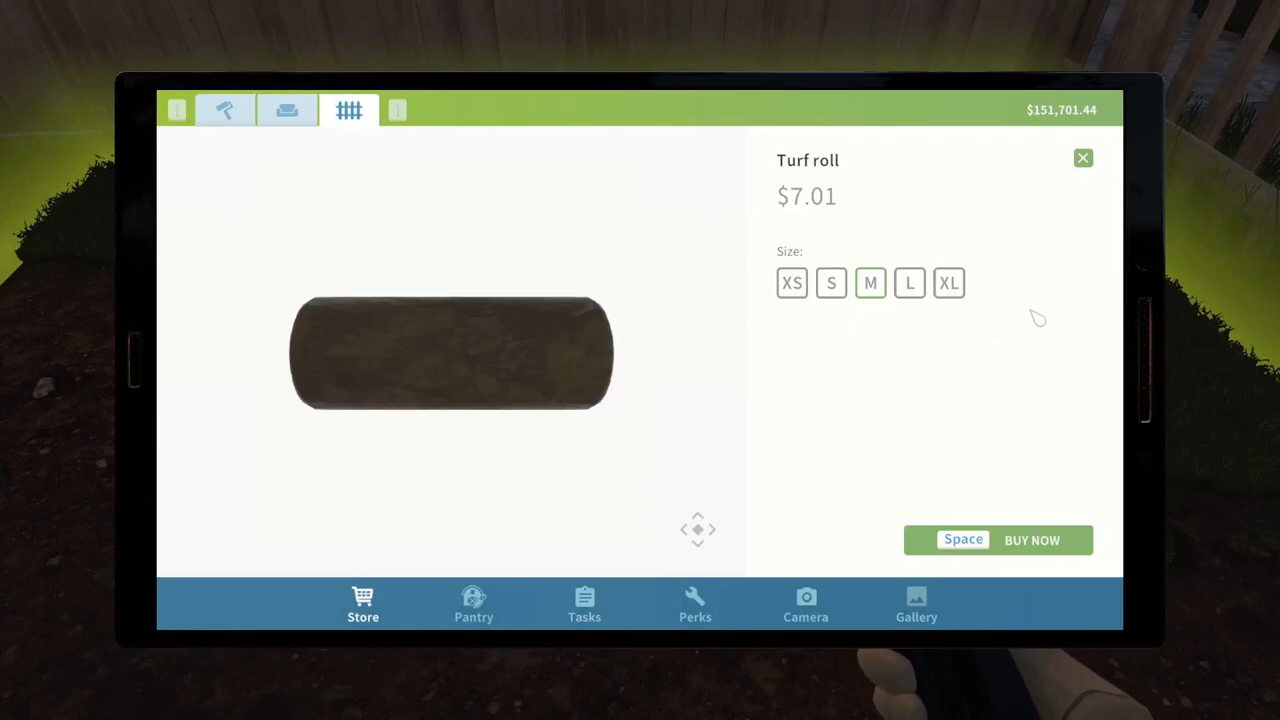 $151,701.44
Turf roll
$7.01
Size:
XS S M L XL
Space BUY NOW
Store Pantry Tasks Perks Camera Gallery